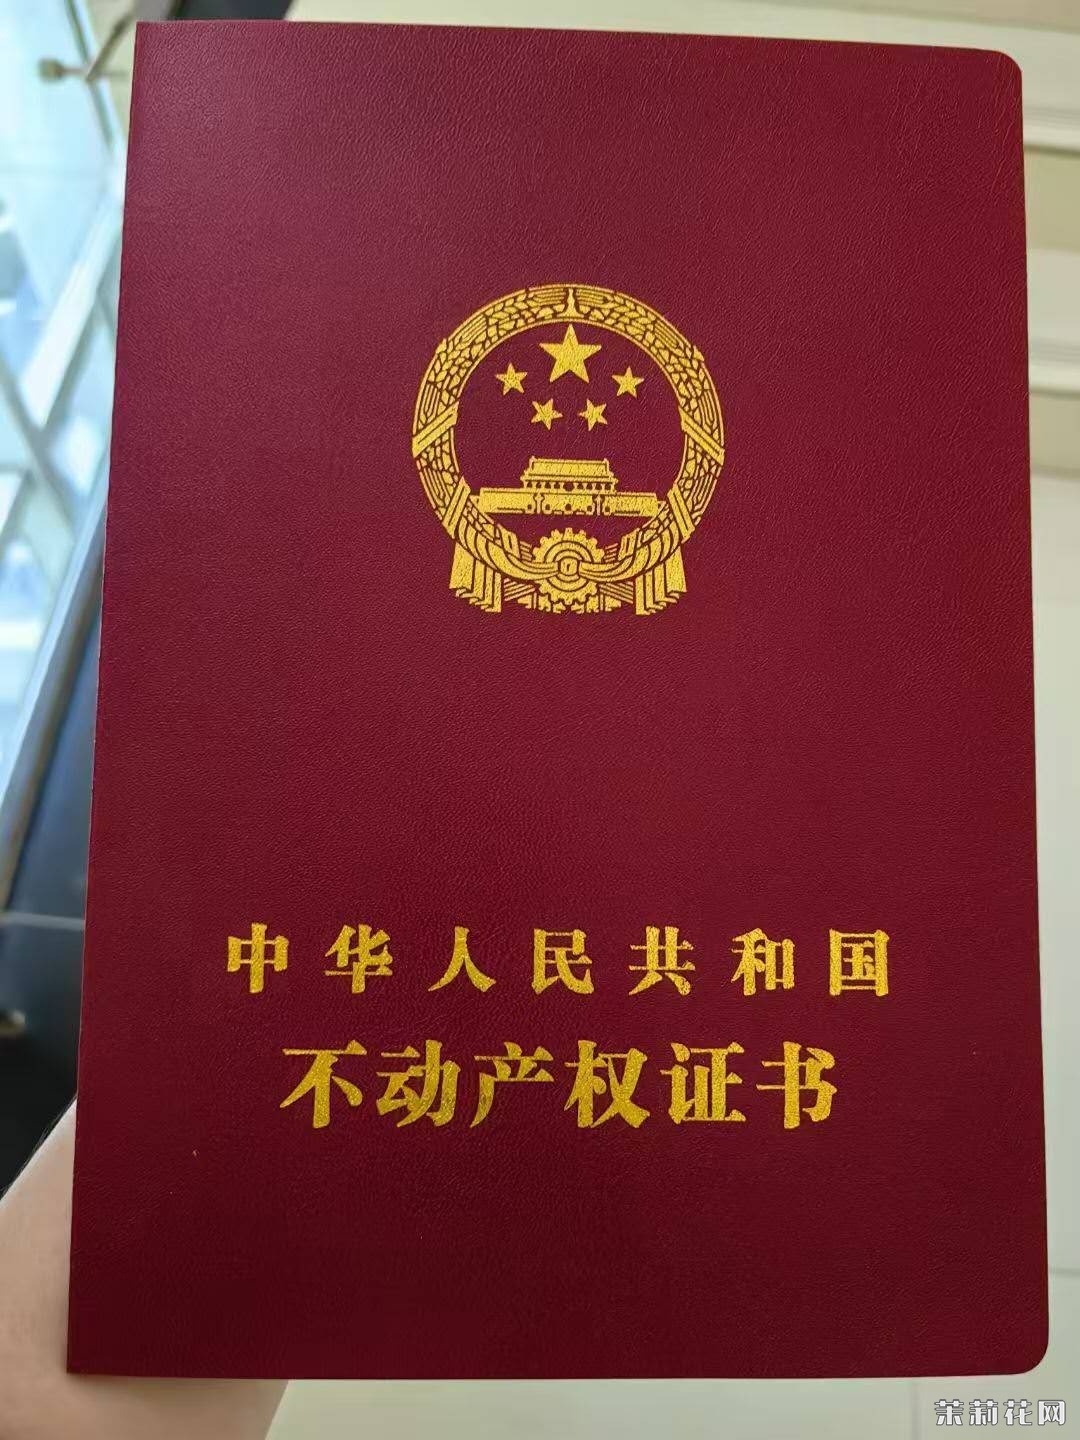 中华人民共和国
不动产权证书
茉莉花网